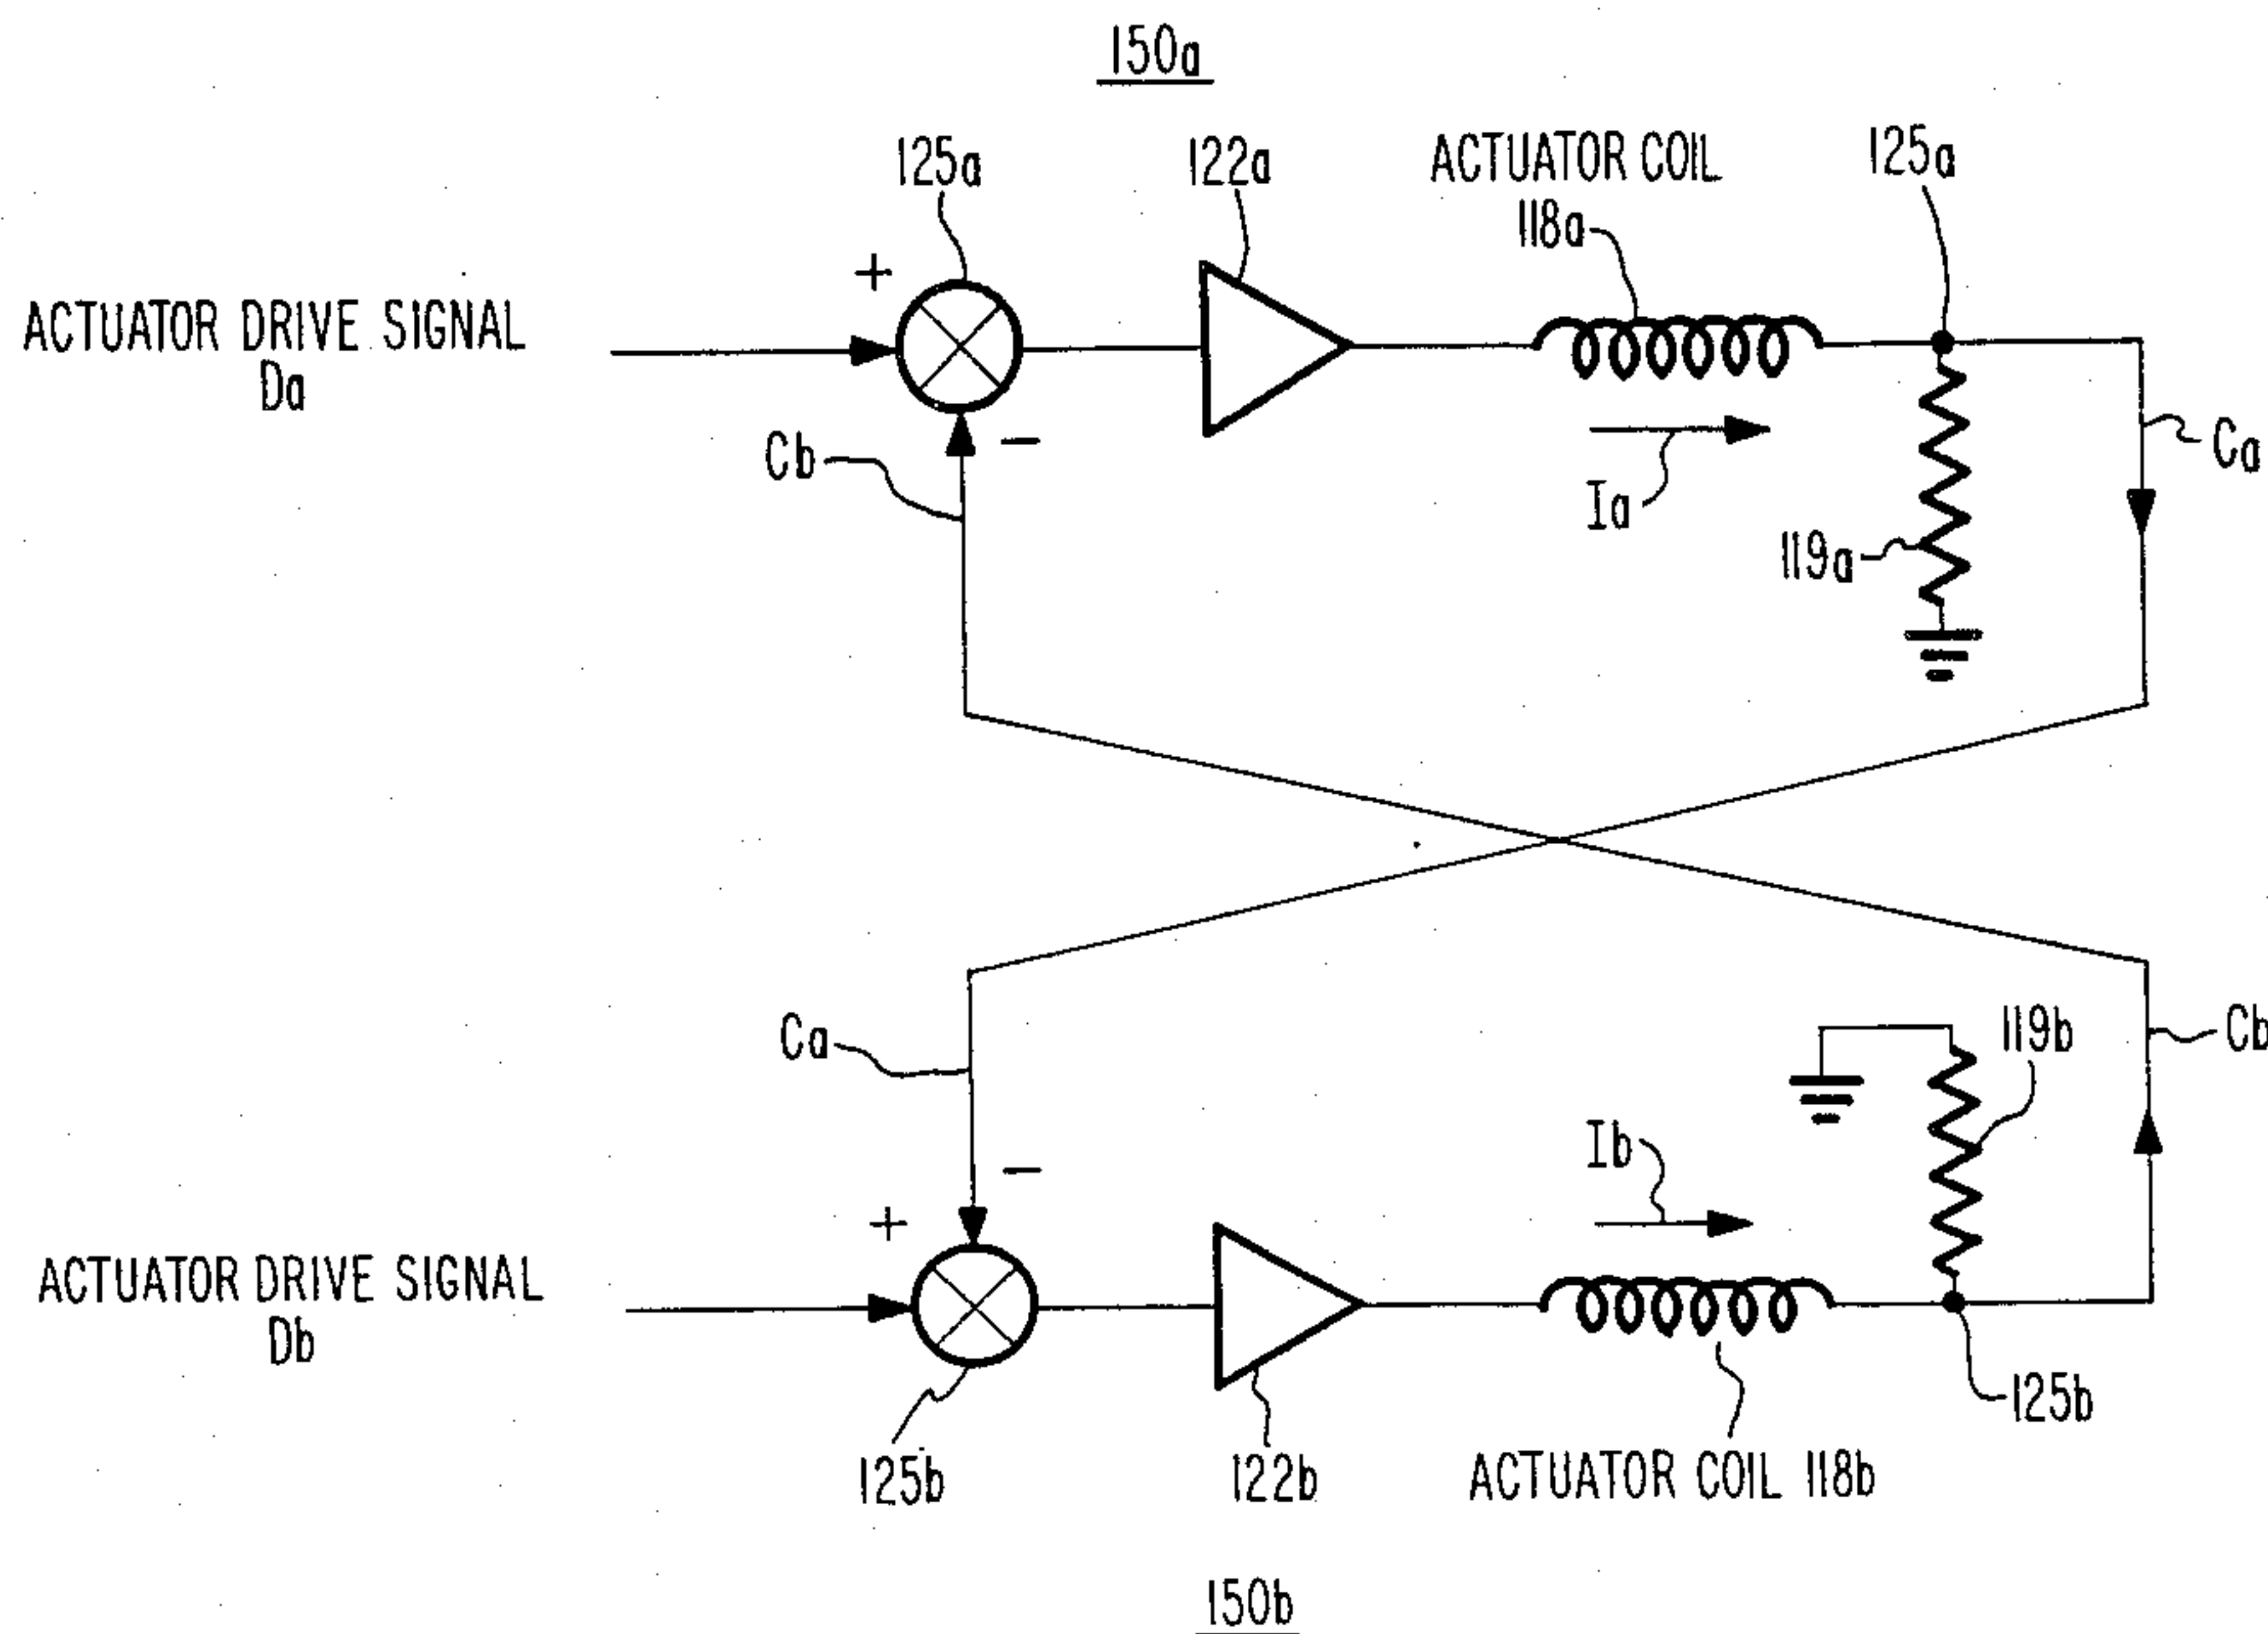 150a
125a
122a
ACTUATOR COIL
118a
125a
+
ACTUATOR DRIVE SIGNAL
Da
Cb
−
Ia
Ca
119a
Ca
119b
Cb
Ib
−
+
ACTUATOR DRIVE SIGNAL
Db
125b
125b
122b
ACTUATOR COIL 118b
150b